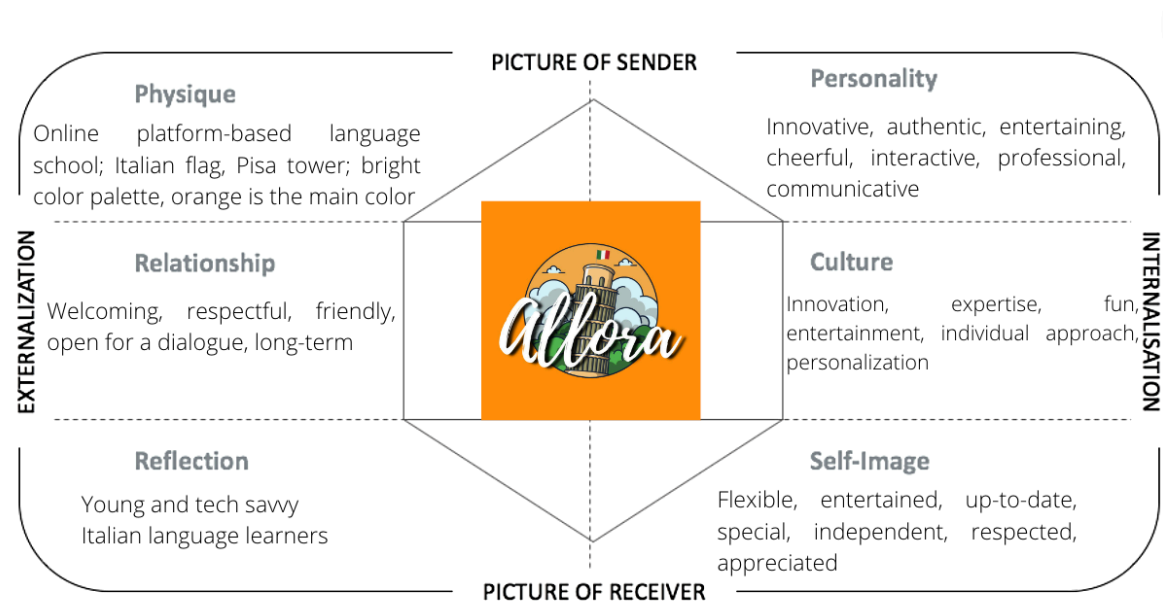 PICTURE OF SENDER
Physique
Online platform-based language
school; Italian flag, Pisa tower; bright
color palette, orange is the main color
Personality
Innovative, authentic, entertaining,
cheerful, interactive, professional,
communicative
EXTERNALIZATION
Relationship
Welcoming, respectful, friendly,
open for a dialogue, long-term
Allora
Culture
Innovation, expertise, fun,
entertainment, individual approach,
personalization
INTERNALISATION
Reflection
Young and tech savvy
Italian language learners
Self-Image
Flexible, entertained, up-to-date,
special, independent, respected,
appreciated
PICTURE OF RECEIVER